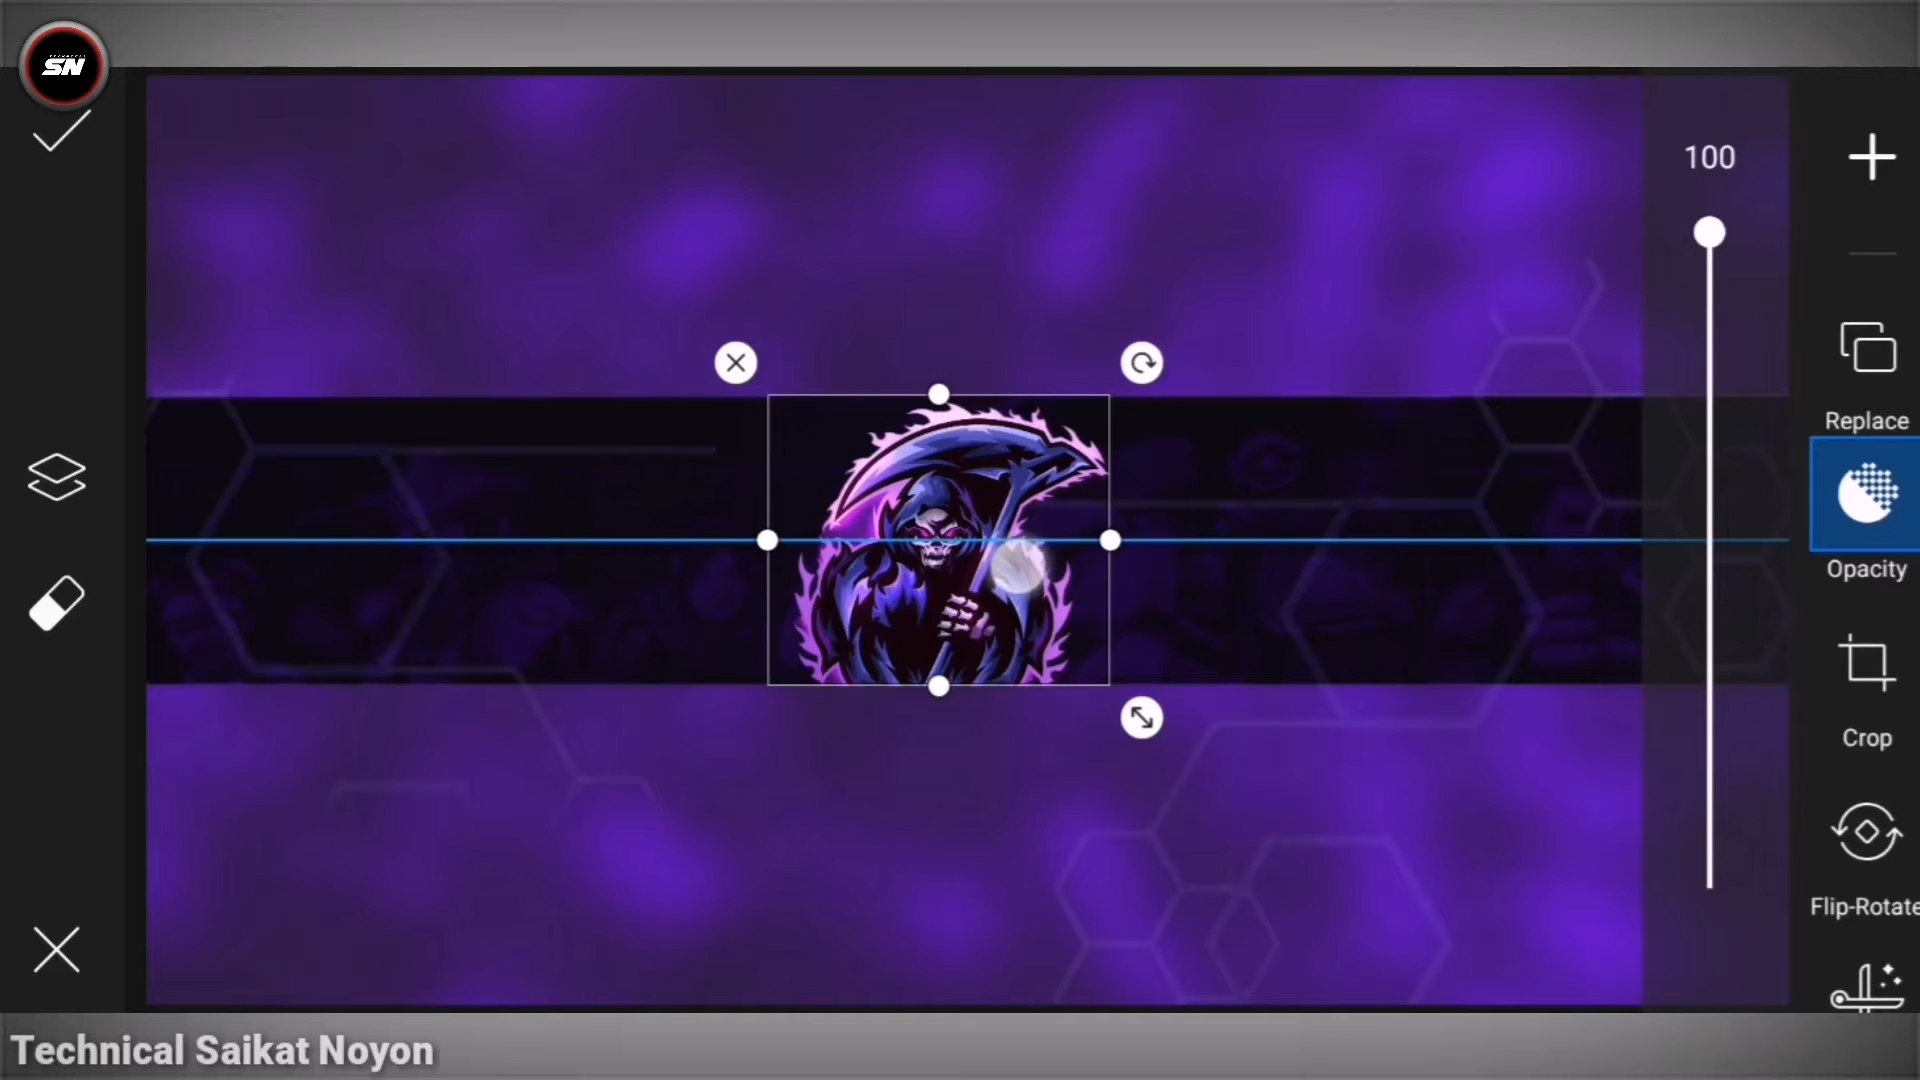 SN
100
Replace
Opacity
Crop
Flip-Rotate
Technical Saikat Noyon